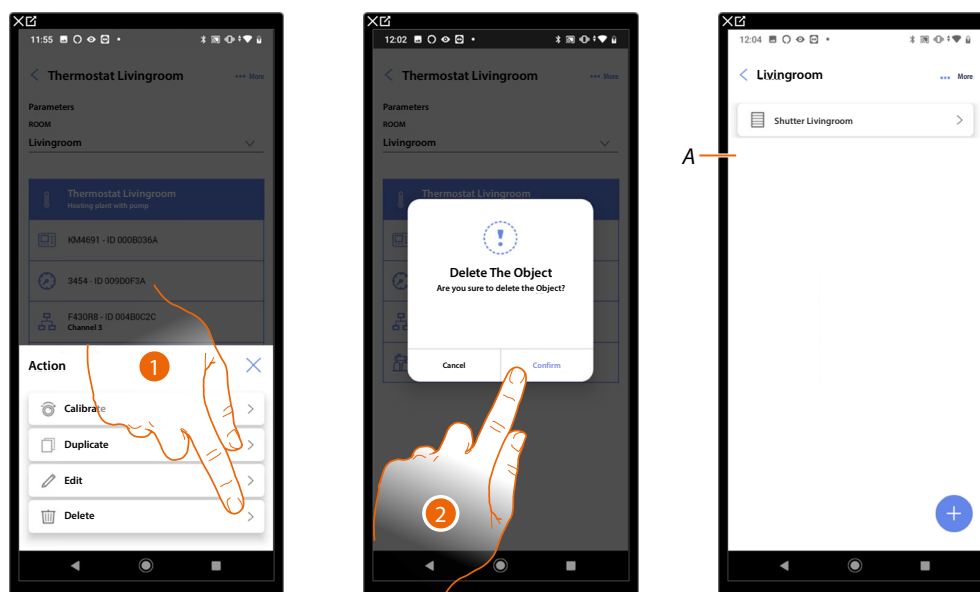 11:55
Thermostat Livingroom
••• More
Parameters
ROOM
Livingroom
Thermostat Livingroom
Heating plant with pump
KM4691 - ID 000B036A
3454 - ID 009D0F3A
F430R8 - ID 004B0C2C
Channel 3
Action
1
Calibrate
Duplicate
Edit
Delete
12:02
Thermostat Livingroom
••• More
Parameters
ROOM
Livingroom
Thermostat Livingroom
Delete The Object
Are you sure to delete the Object?
Cancel
Confirm
2
12:04
Livingroom
••• More
Shutter Livingroom
A